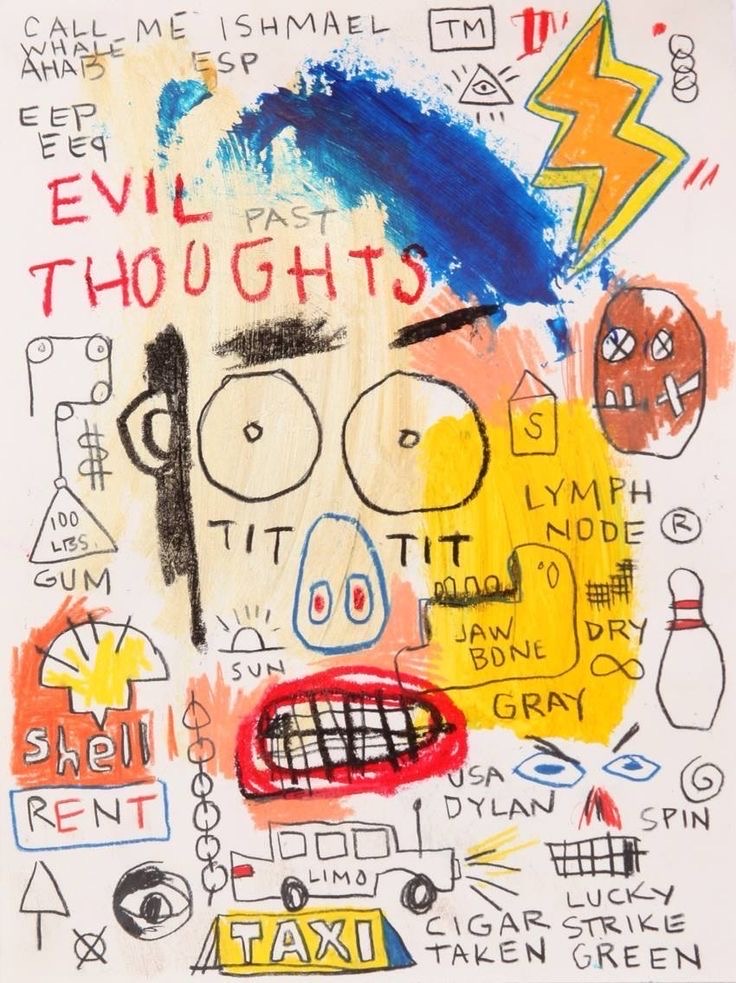 CALL ME ISHMAEL
WHALE
AHAB ESP
TM
EEP
EEP
EVIL
PAST
THOUGHTS
$
S
LYMPH
NODE ®
100
LBS.
GUM
TIT TIT
JAW
BONE
DRY
∞
SUN
GRAY
shell
RENT
USA
DYLAN
SPIN
LIMO
TAXI
CIGAR
TAKEN
LUCKY
STRIKE
GREEN